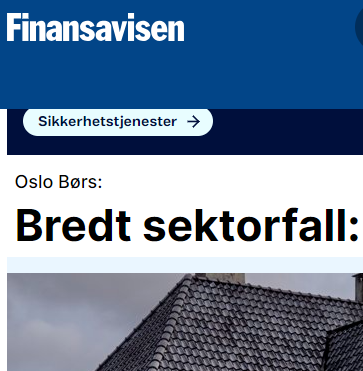 Finansavisen
Sikkerhetstjenester →
Oslo Børs:
Bredt sektorfall: